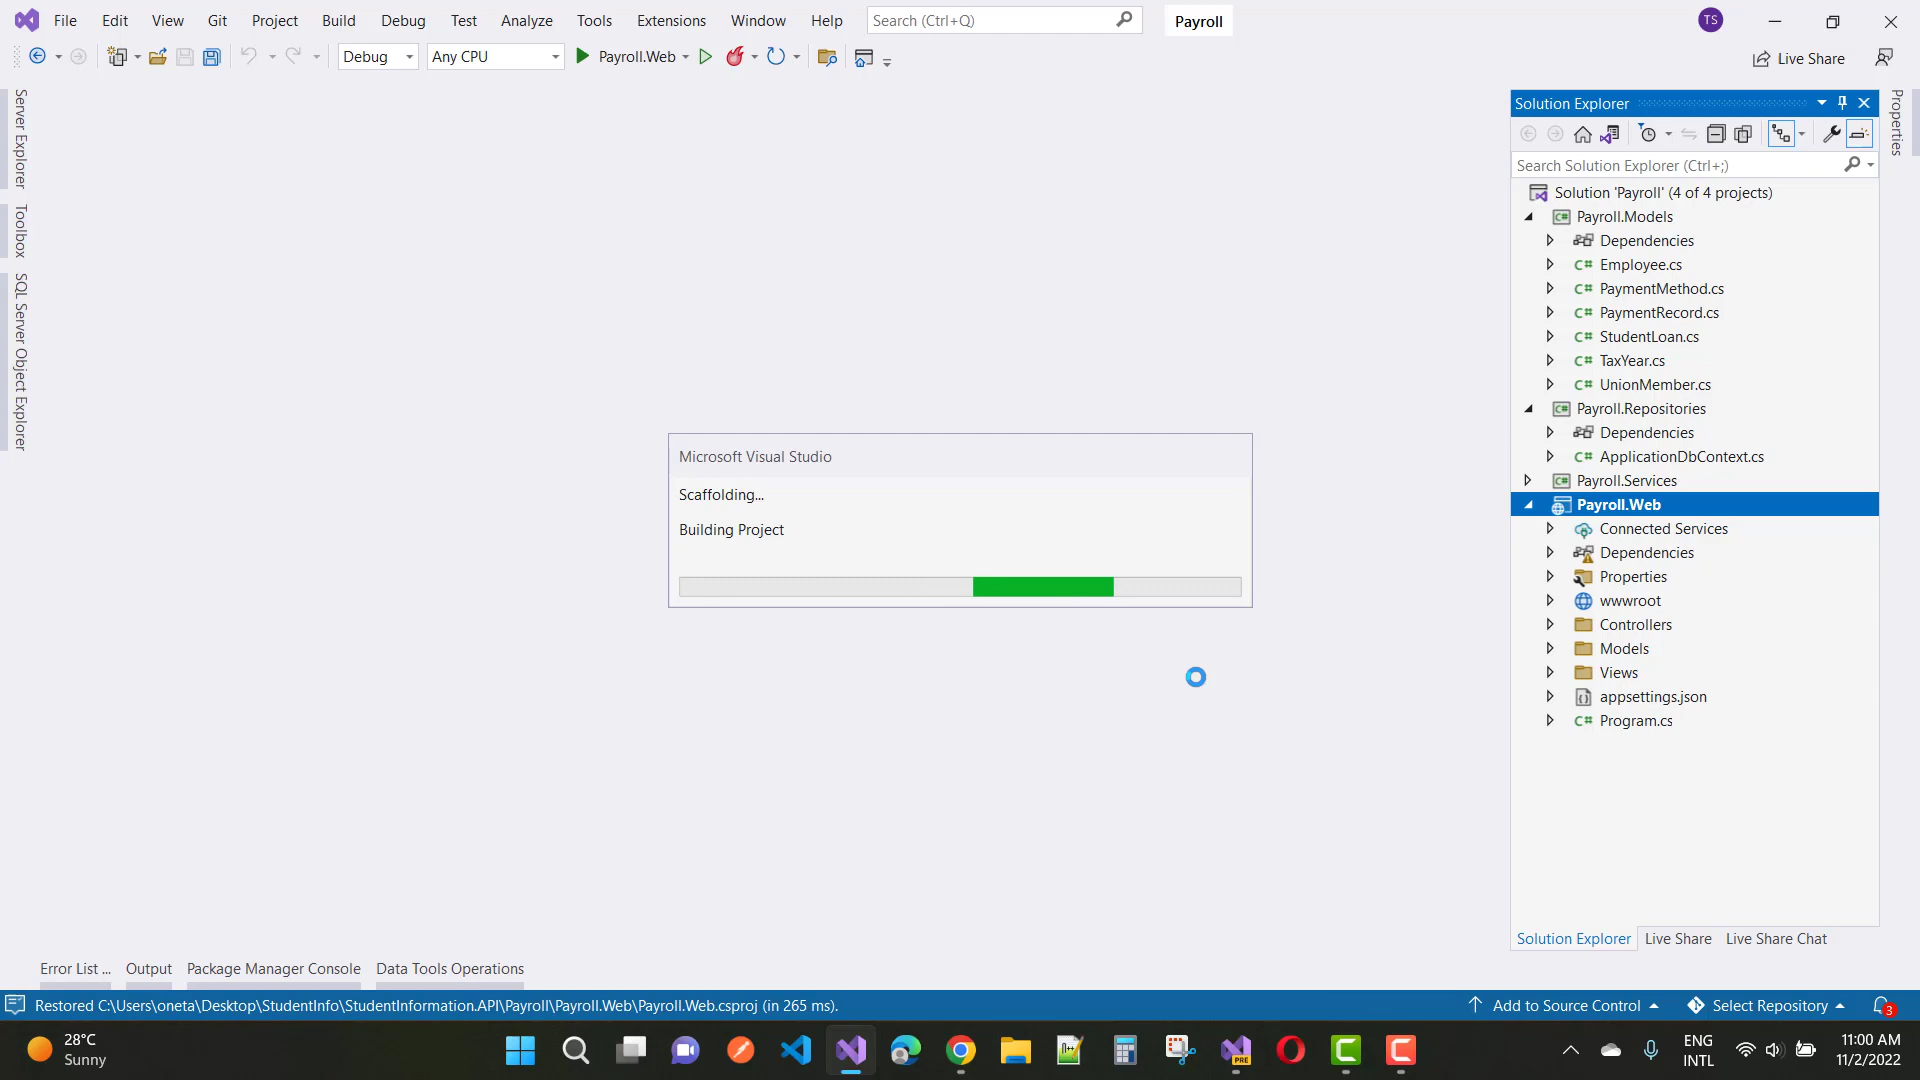 File Edit View Git Project Build Debug Test Analyze Tools Extensions Window Help Search (Ctrl+Q) Payroll TS
Debug Any CPU Payroll.Web Live Share
Server Explorer
Toolbox
SQL Server Object Explorer
Microsoft Visual Studio
Scaffolding...
Building Project
Solution Explorer
Search Solution Explorer (Ctrl+;)
Solution 'Payroll' (4 of 4 projects)
C# Payroll.Models
Dependencies
C# Employee.cs
C# PaymentMethod.cs
C# PaymentRecord.cs
C# StudentLoan.cs
C# TaxYear.cs
C# UnionMember.cs
C# Payroll.Repositories
Dependencies
C# ApplicationDbContext.cs
C# Payroll.Services
Payroll.Web
Connected Services
Dependencies
Properties
wwwroot
Controllers
Models
Views
appsettings.json
C# Program.cs
Solution Explorer Live Share Live Share Chat
Properties
Error List ... Output Package Manager Console Data Tools Operations
Restored C:\Users\oneta\Desktop\StudentInfo\StudentInformation.API\Payroll\Payroll.Web\Payroll.Web.csproj (in 265 ms). Add to Source Control Select Repository 3
28°C
Sunny
PRE
ENG
INTL
11:00 AM
11/2/2022